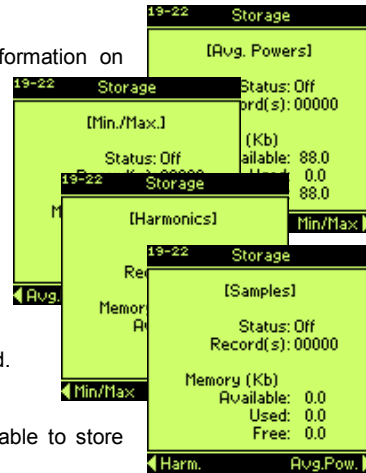 19-22 Storage
[Avg. Powers]
Status: Off
ord(s): 00000
(Kb)
ailable: 88.0
0.0
88.0
Min/Max
formation on
19-22 Storage
[Min./Max.]
Status: Off
M
Avg.
19-22 Storage
[Harmonics]
Re
Memor
A
Min/Max
19-22 Storage
[Samples]
Status: Off
Record(s): 00000
Memory (Kb)
Available: 0.0
Used: 0.0
Free: 0.0
Harm. Avg.Pow.
d.
able to store